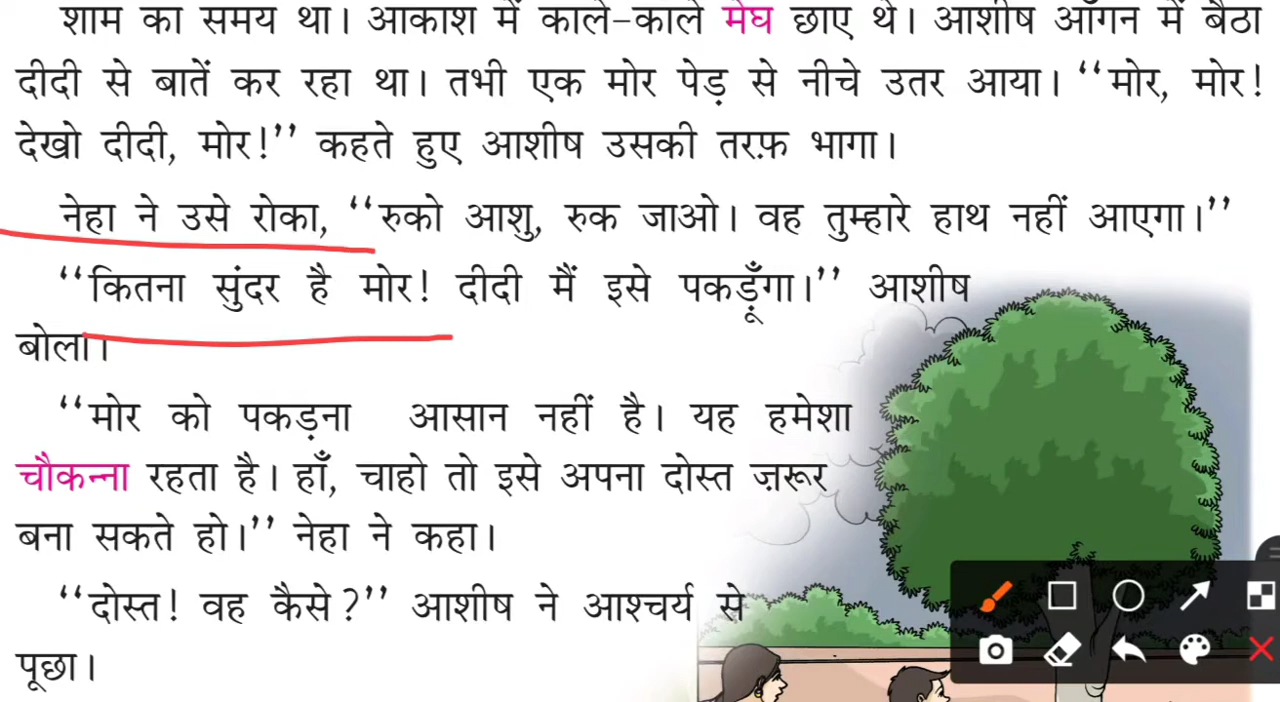 शाम का समय था। आकाश में काले-काले मेघ छाए थे। आशीष आँगन में बैठा
दीदी से बातें कर रहा था। तभी एक मोर पेड़ से नीचे उतर आया। “मोर, मोर!
देखो दीदी, मोर!” कहते हुए आशीष उसकी तरफ़ भागा।
नेहा ने उसे रोका, “रुको आशु, रुक जाओ। वह तुम्हारे हाथ नहीं आएगा।”
“कितना सुंदर है मोर! दीदी मैं इसे पकड़ूँगा।” आशीष
बोला।
“मोर को पकड़ना आसान नहीं है। यह हमेशा
चौकन्ना रहता है। हाँ, चाहो तो इसे अपना दोस्त ज़रूर
बना सकते हो।” नेहा ने कहा।
“दोस्त! वह कैसे?” आशीष ने आश्चर्य से
पूछा।